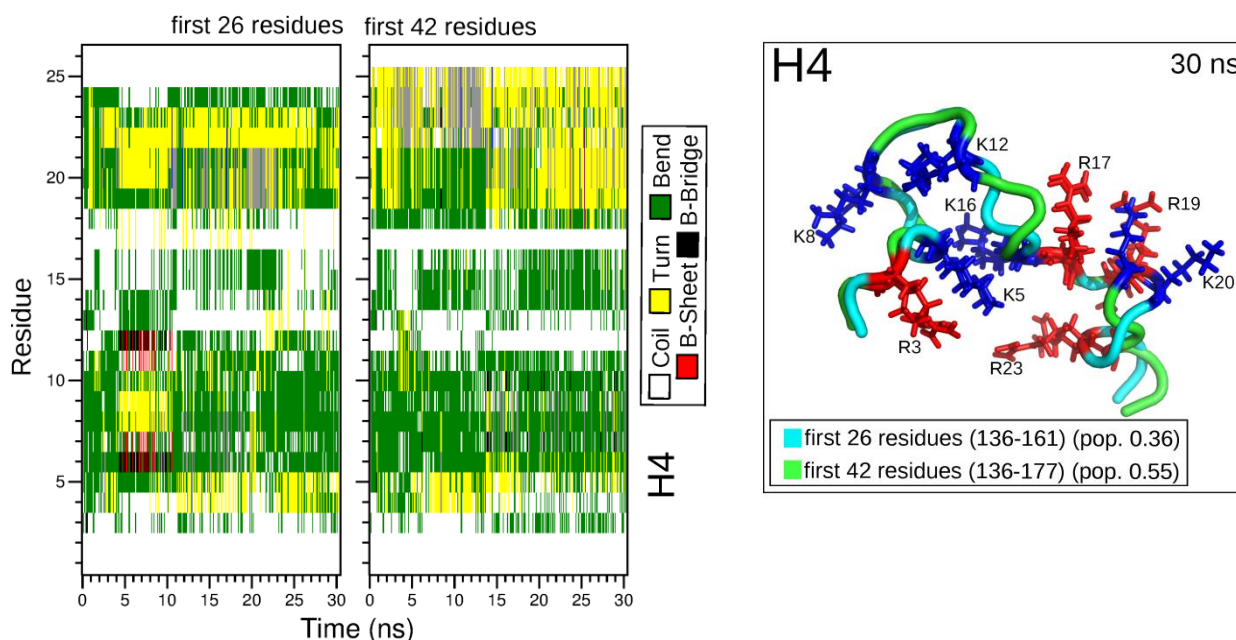 first 26 residues
first 42 residues
Residue
25
20
15
10
5
0
5
10
15
20
25
30
0
5
10
15
20
25
30
Time (ns)
Coil
Turn
Bend
B-Sheet
B-Bridge
H4
H4
30 ns
K12
R17
R19
K16
K8
K20
K5
R3
R23
first 26 residues (136-161) (pop. 0.36)
first 42 residues (136-177) (pop. 0.55)